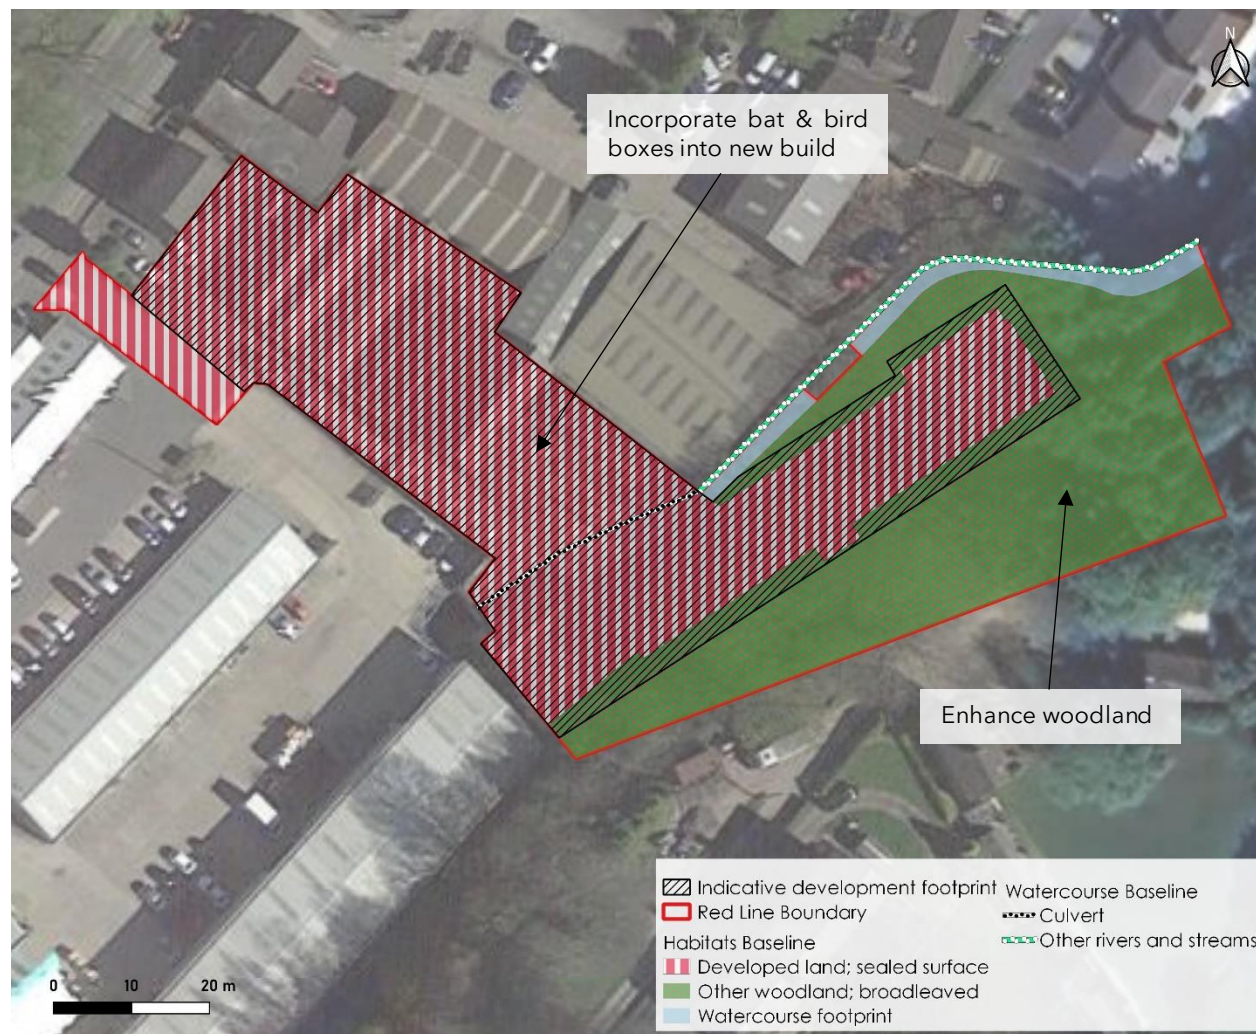 N
Incorporate bat & bird
boxes into new build
Enhance woodland
Indicative development footprint
Red Line Boundary
Habitats Baseline
Developed land; sealed surface
Other woodland; broadleaved
Watercourse footprint
Watercourse Baseline
Culvert
Other rivers and streams
0 10 20 m